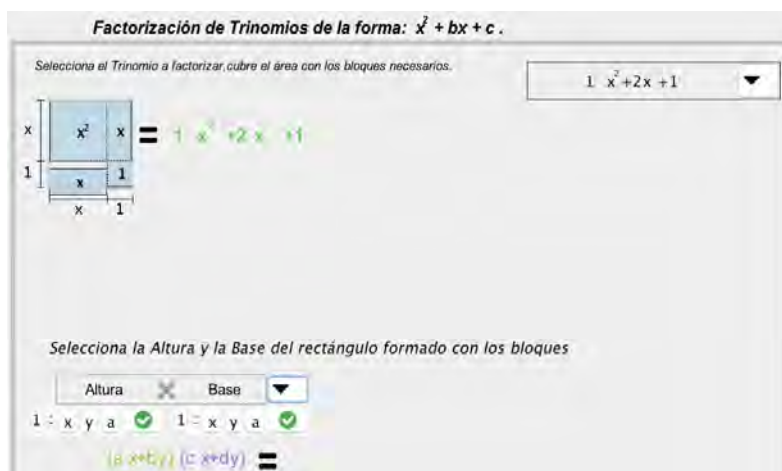 Factorización de Trinomios de la forma: x² + bx + c .
Selecciona el Trinomio a factorizar,cubre el área con los bloques necesarios.
1 x²+2x +1
x x² x = 1 x² +2 x +1
1 x 1
x 1
Selecciona la Altura y la Base del rectángulo formado con los bloques
Altura Base
1 : x y a 1 : x y a
(a x+by) (c x+dy) =